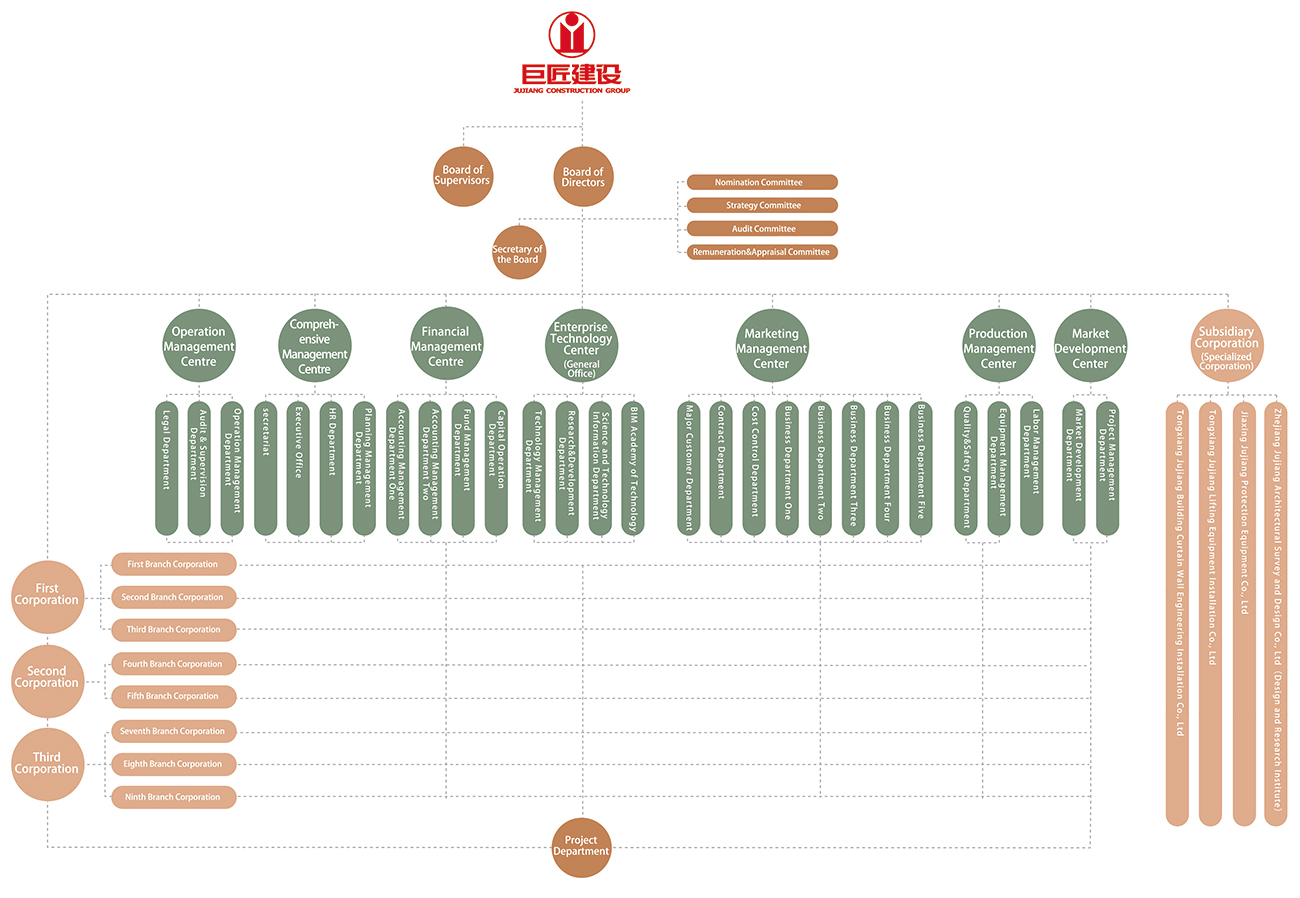 巨匠建设
JUJIANG CONSTRUCTION GROUP
Board of
Supervisors
Board of
Directors
Nomination Committee
Strategy Committee
Audit Committee
Remuneration&Appraisal Committee
Secretary of
the Board
Operation
Management
Centre
Compreh-
ensive
Management
Centre
Financial
Management
Centre
Enterprise
Technology
Center
(General
Office)
Marketing
Management
Center
Production
Management
Center
Market
Development
Center
Subsidiary
Corporation
(Specialized
Corporation)
Legal Department
Audit & Supervision
Department
Operation Management
Department
secretariat
Executive Office
HR Department
Planning Management
Department
Accounting Management
Department One
Accounting Management
Department Two
Fund Management
Department
Capital Operation
Department
Technology Management
Department
Research&Development
Department
Science and Technology
Information Department
BIM Academy of Technology
Major Customer Department
Contract Department
Cost Control Department
Business Department One
Business Department Two
Business Department Three
Business Department Four
Business Department Five
Quality&Safety Department
Equipment Management
Department
Labor Management
Department
Market Development
Department
Project Management
Department
Tongxiang Jujiang Building Curtain Wall Engineering Installation Co., Ltd
Tongxiang Jujiang Lifting Equipment Installation Co., Ltd
Jiaxing Jujiang Protection Equipment Co., Ltd
Zhejiang Jujiang Architectural Survey and Design Co., Ltd (Design and Research Institute)
First
Corporation
First Branch Corporation
Second Branch Corporation
Third Branch Corporation
Second
Corporation
Fourth Branch Corporation
Fifth Branch Corporation
Third
Corporation
Seventh Branch Corporation
Eighth Branch Corporation
Ninth Branch Corporation
Project
Department